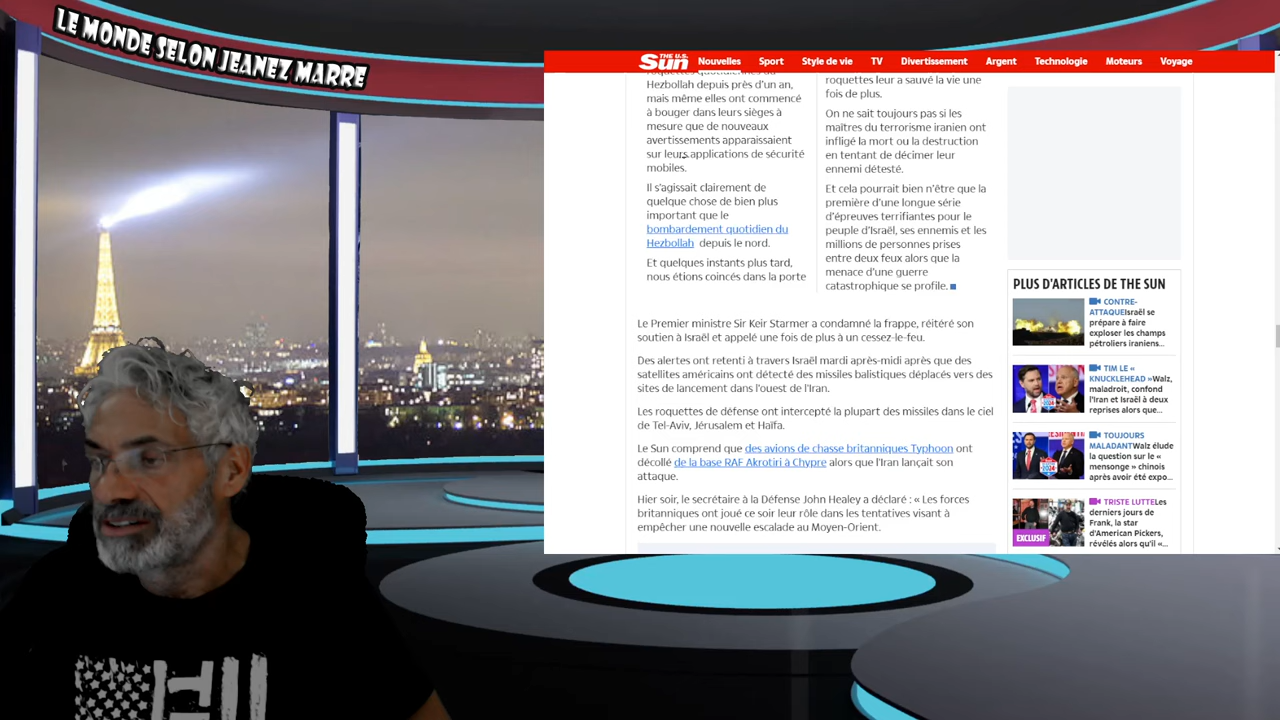 LE MONDE SELON JEANEZ MARRE
THE U.S. Sun Nouvelles Sport Style de vie TV Divertissement Argent Technologie Moteurs Voyage
roquettes quotidiennes du
Hezbollah depuis près d'un an,
mais même elles ont commencé
à bouger dans leurs sièges à
mesure que de nouveaux
avertissements apparaissaient
sur leurs applications de sécurité
mobiles.
Il s'agissait clairement de
quelque chose de bien plus
important que le
bombardement quotidien du
Hezbollah depuis le nord.
Et quelques instants plus tard,
nous étions coincés dans la porte
roquettes leur a sauvé la vie une
fois de plus.
On ne sait toujours pas si les
maîtres du terrorisme iranien ont
infligé la mort ou la destruction
en tentant de décimer leur
ennemi détesté.
Et cela pourrait bien n'être que la
première d'une longue série
d'épreuves terrifiantes pour le
peuple d'Israël, ses ennemis et les
millions de personnes prises
entre deux feux alors que la
menace d'une guerre
catastrophique se profile.
Le Premier ministre Sir Keir Starmer a condamné la frappe, réitéré son
soutien à Israël et appelé une fois de plus à un cessez-le-feu.
Des alertes ont retenti à travers Israël mardi après-midi après que des
satellites américains ont détecté des missiles balistiques déplacés vers des
sites de lancement dans l'ouest de l'Iran.
Les roquettes de défense ont intercepté la plupart des missiles dans le ciel
de Tel-Aviv, Jérusalem et Haïfa.
Le Sun comprend que des avions de chasse britanniques Typhoon ont
décollé de la base RAF Akrotiri à Chypre alors que l'Iran lançait son
attaque.
Hier soir, le secrétaire à la Défense John Healey a déclaré : « Les forces
britanniques ont joué ce soir leur rôle dans les tentatives visant à
empêcher une nouvelle escalade au Moyen-Orient.
PLUS D'ARTICLES DE THE SUN
CONTRE-
ATTAQUEIsraël se
prépare à faire
exploser les champs
pétroliers iraniens...
TIM LE «
KNUCKLEHEAD »Walz,
maladroit, confond
l'Iran et Israël à deux
reprises alors que...
TOUJOURS
MALADANTWalz élude
la question sur le «
mensonge » chinois
après avoir été expo...
TRISTE LUTTELes
derniers jours de
Frank, la star
d'American Pickers,
révélés alors qu'il «...
EXCLUSIF